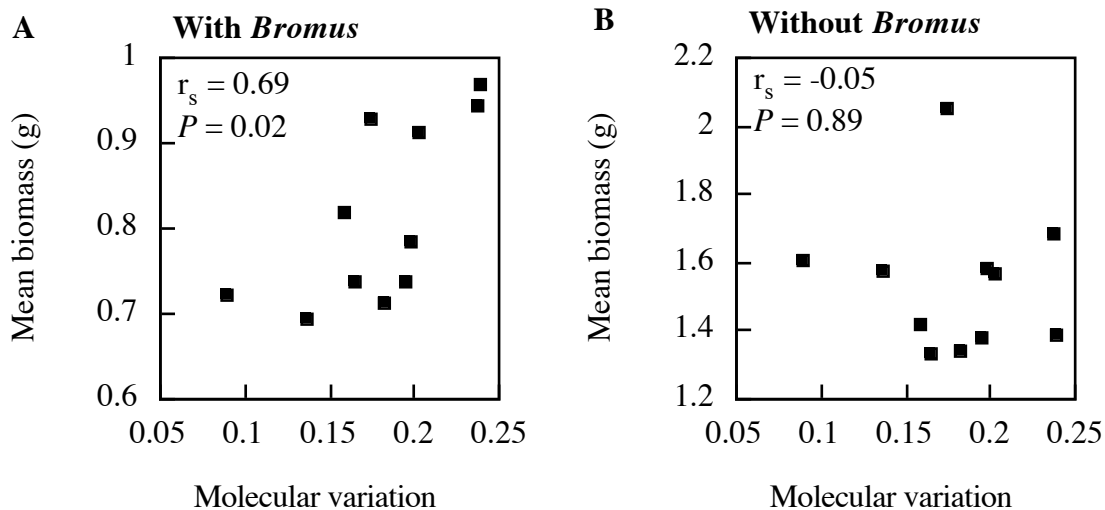 A
With Bromus
r_s = 0.69
P = 0.02
1
0.9
0.8
0.7
0.6
Mean biomass (g)
0.05 0.1 0.15 0.2 0.25
Molecular variation
B
Without Bromus
r_s = -0.05
P = 0.89
2.2
2
1.8
1.6
1.4
1.2
Mean biomass (g)
0.05 0.1 0.15 0.2 0.25
Molecular variation